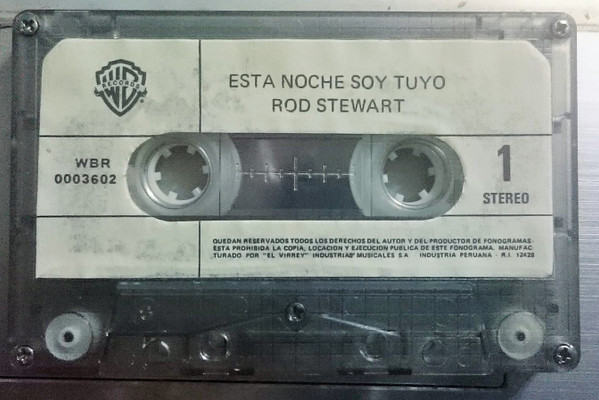 WB
RECORDS
ESTA NOCHE SOY TUYO
ROD STEWART
WBR
0003602
1
STEREO
QUEDAN RESERVADOS TODOS LOS DERECHOS DEL AUTOR Y DEL PRODUCTOR DE FONOGRAMAS·
ESTA PROHIBIDA LA COPIA, LOCACION Y EJECUCION PUBLICA DE ESTE FONOGRAMA. MANUFAC-
TURADO POR "EL VIRREY" INDUSTRIAS MUSICALES S A INDUSTRIA PERUANA · R.I. 12428